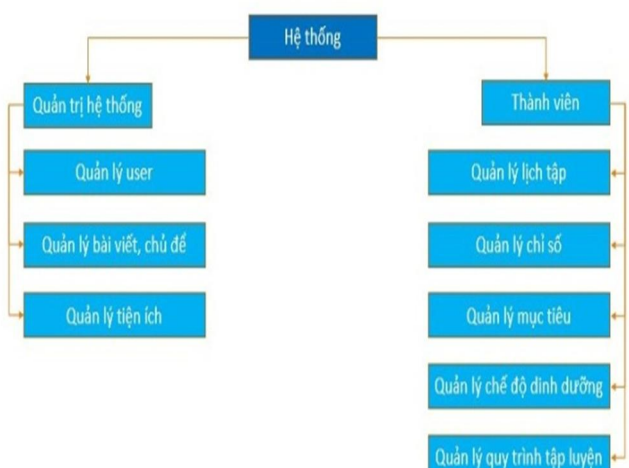 Hệ thống
Quản trị hệ thống
Thành viên
Quản lý user
Quản lý lịch tập
Quản lý bài viết, chủ đề
Quản lý chỉ số
Quản lý tiện ích
Quản lý mục tiêu
Quản lý chế độ dinh dưỡng
Quản lý quy trình tập luyện